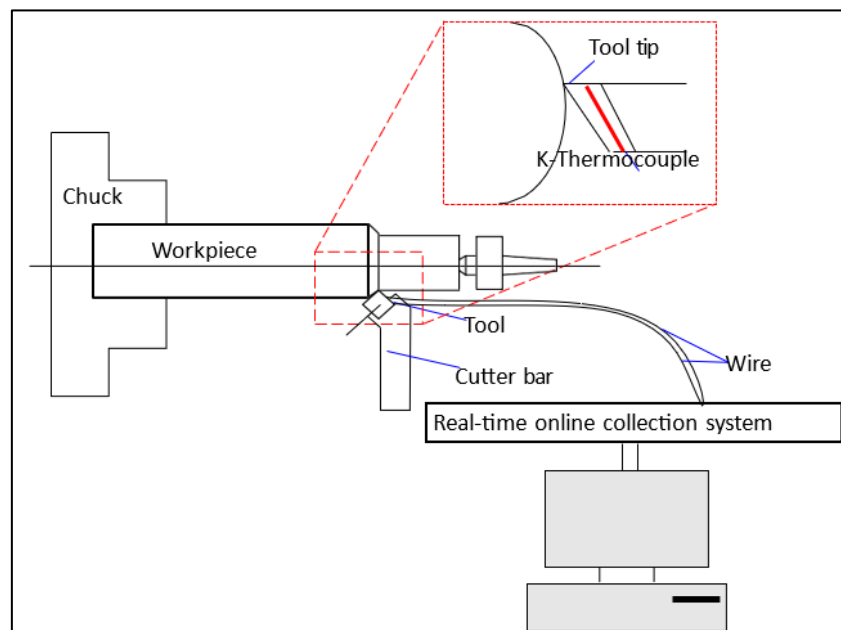 Tool tip
K-Thermocouple
Chuck
Workpiece
Tool
Wire
Cutter bar
Real-time online collection system